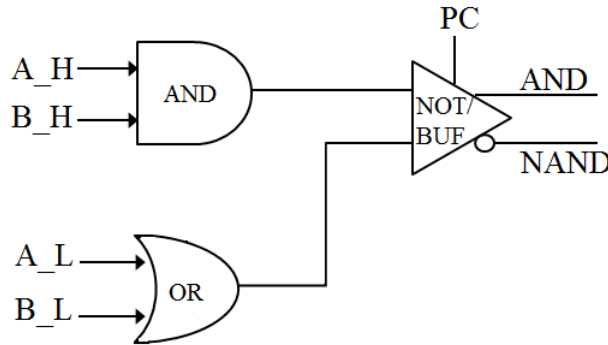 PC
A_H
AND
AND
B_H
NOT/
BUF
NAND
A_L
OR
B_L